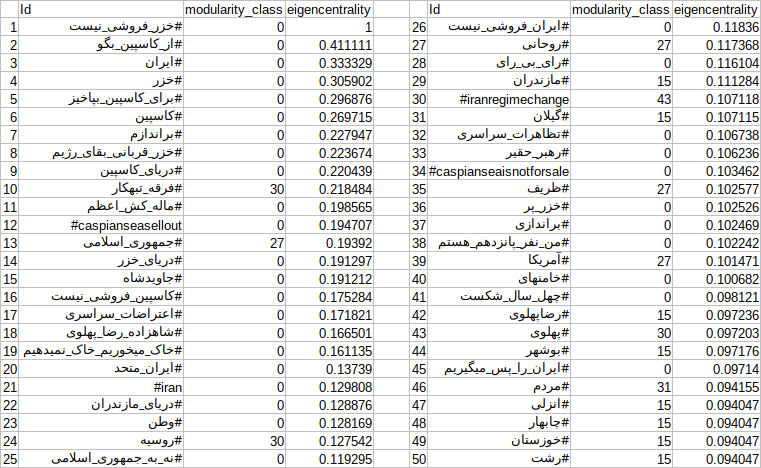 Id modularity_class eigencentrality
1 #خزر_فروشی_نیست 0 1
2 #از_کاسپین_بگو 0 0.411111
3 #ایران 0 0.333329
4 #خزر 0 0.305902
5 #برای_کاسپین_بپاخیز 0 0.296876
6 #کاسپین 0 0.269715
7 #براندازم 0 0.227947
8 #خزر_قربانی_بقای_رژیم 0 0.223674
9 #دریای_کاسپین 0 0.220439
10 #فرقه_تبهکار 30 0.218484
11 #ماله_کش_اعظم 0 0.198565
12 #caspianseasellout 0 0.194707
13 #جمهوری_اسلامی 27 0.19392
14 #دریای_خزر 0 0.191297
15 #جاویدشاه 0 0.191212
16 #کاسپین_فروشی_نیست 0 0.175284
17 #اعتراضات_سراسری 0 0.171821
18 #شاهزاده_رضا_پهلوی 0 0.166501
19 #خاک_میخوریم_خاک_نمیدهیم 0 0.161135
20 #ایران_متحد 0 0.13739
21 #iran 0 0.129808
22 #دریای_مازندران 0 0.128876
23 #وطن 0 0.128169
24 #روسیه 30 0.127542
25 #نه_به_جمهوری_اسلامی 0 0.119295
Id modularity_class eigencentrality
26 #ایران_فروشی_نیست 0 0.11836
27 #روحانی 27 0.117368
28 #رای_بی_رای 0 0.116104
29 #مازندران 15 0.111284
30 #iranregimechange 43 0.107118
31 #گیلان 15 0.107115
32 #تظاهرات_سراسری 0 0.106738
33 #رهبر_حقیر 0 0.106236
34 #caspianseaisnotforsale 0 0.103462
35 #ظریف 27 0.102577
36 #خزر_پر 0 0.102526
37 #براندازی 0 0.102469
38 #من_نفر_پانزدهم_هستم 0 0.102242
39 #آمریکا 27 0.101471
40 #خامنهای 0 0.100682
41 #چهل_سال_شکست 0 0.098121
42 #رضاپهلوی 15 0.097236
43 #پهلوی 30 0.097203
44 #بوشهر 15 0.097176
45 #ایران_را_پس_میگیریم 0 0.09714
46 #مردم 31 0.094155
47 #انزلی 15 0.094047
48 #چابهار 15 0.094047
49 #خوزستان 15 0.094047
50 #رشت 15 0.094047